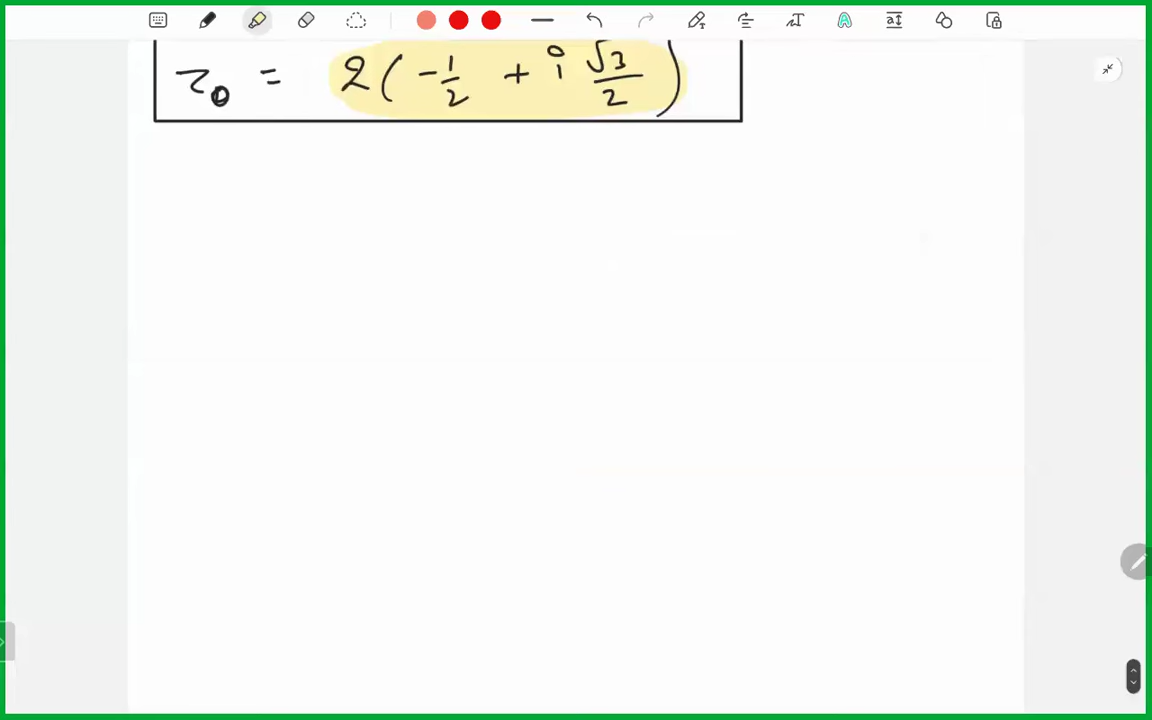 z₀ = 2(-1/2 + i √3/2)